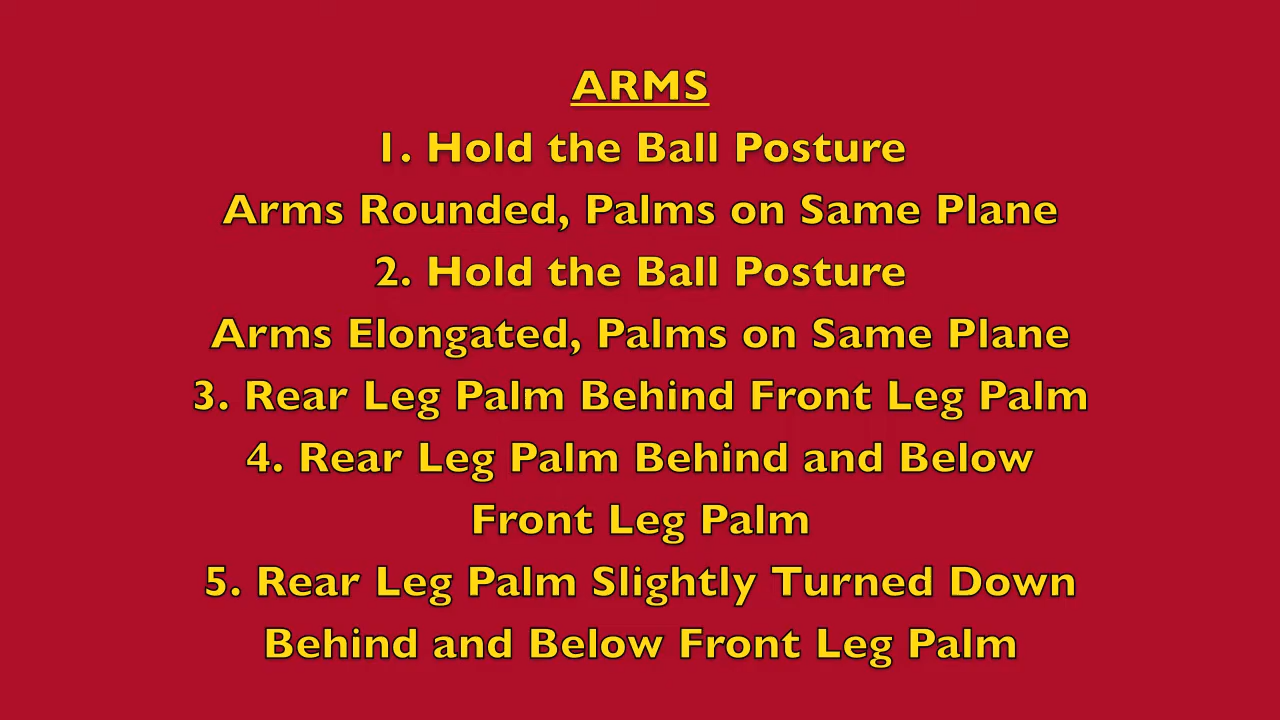 ARMS
1. Hold the Ball Posture
Arms Rounded, Palms on Same Plane
2. Hold the Ball Posture
Arms Elongated, Palms on Same Plane
3. Rear Leg Palm Behind Front Leg Palm
4. Rear Leg Palm Behind and Below
Front Leg Palm
5. Rear Leg Palm Slightly Turned Down
Behind and Below Front Leg Palm